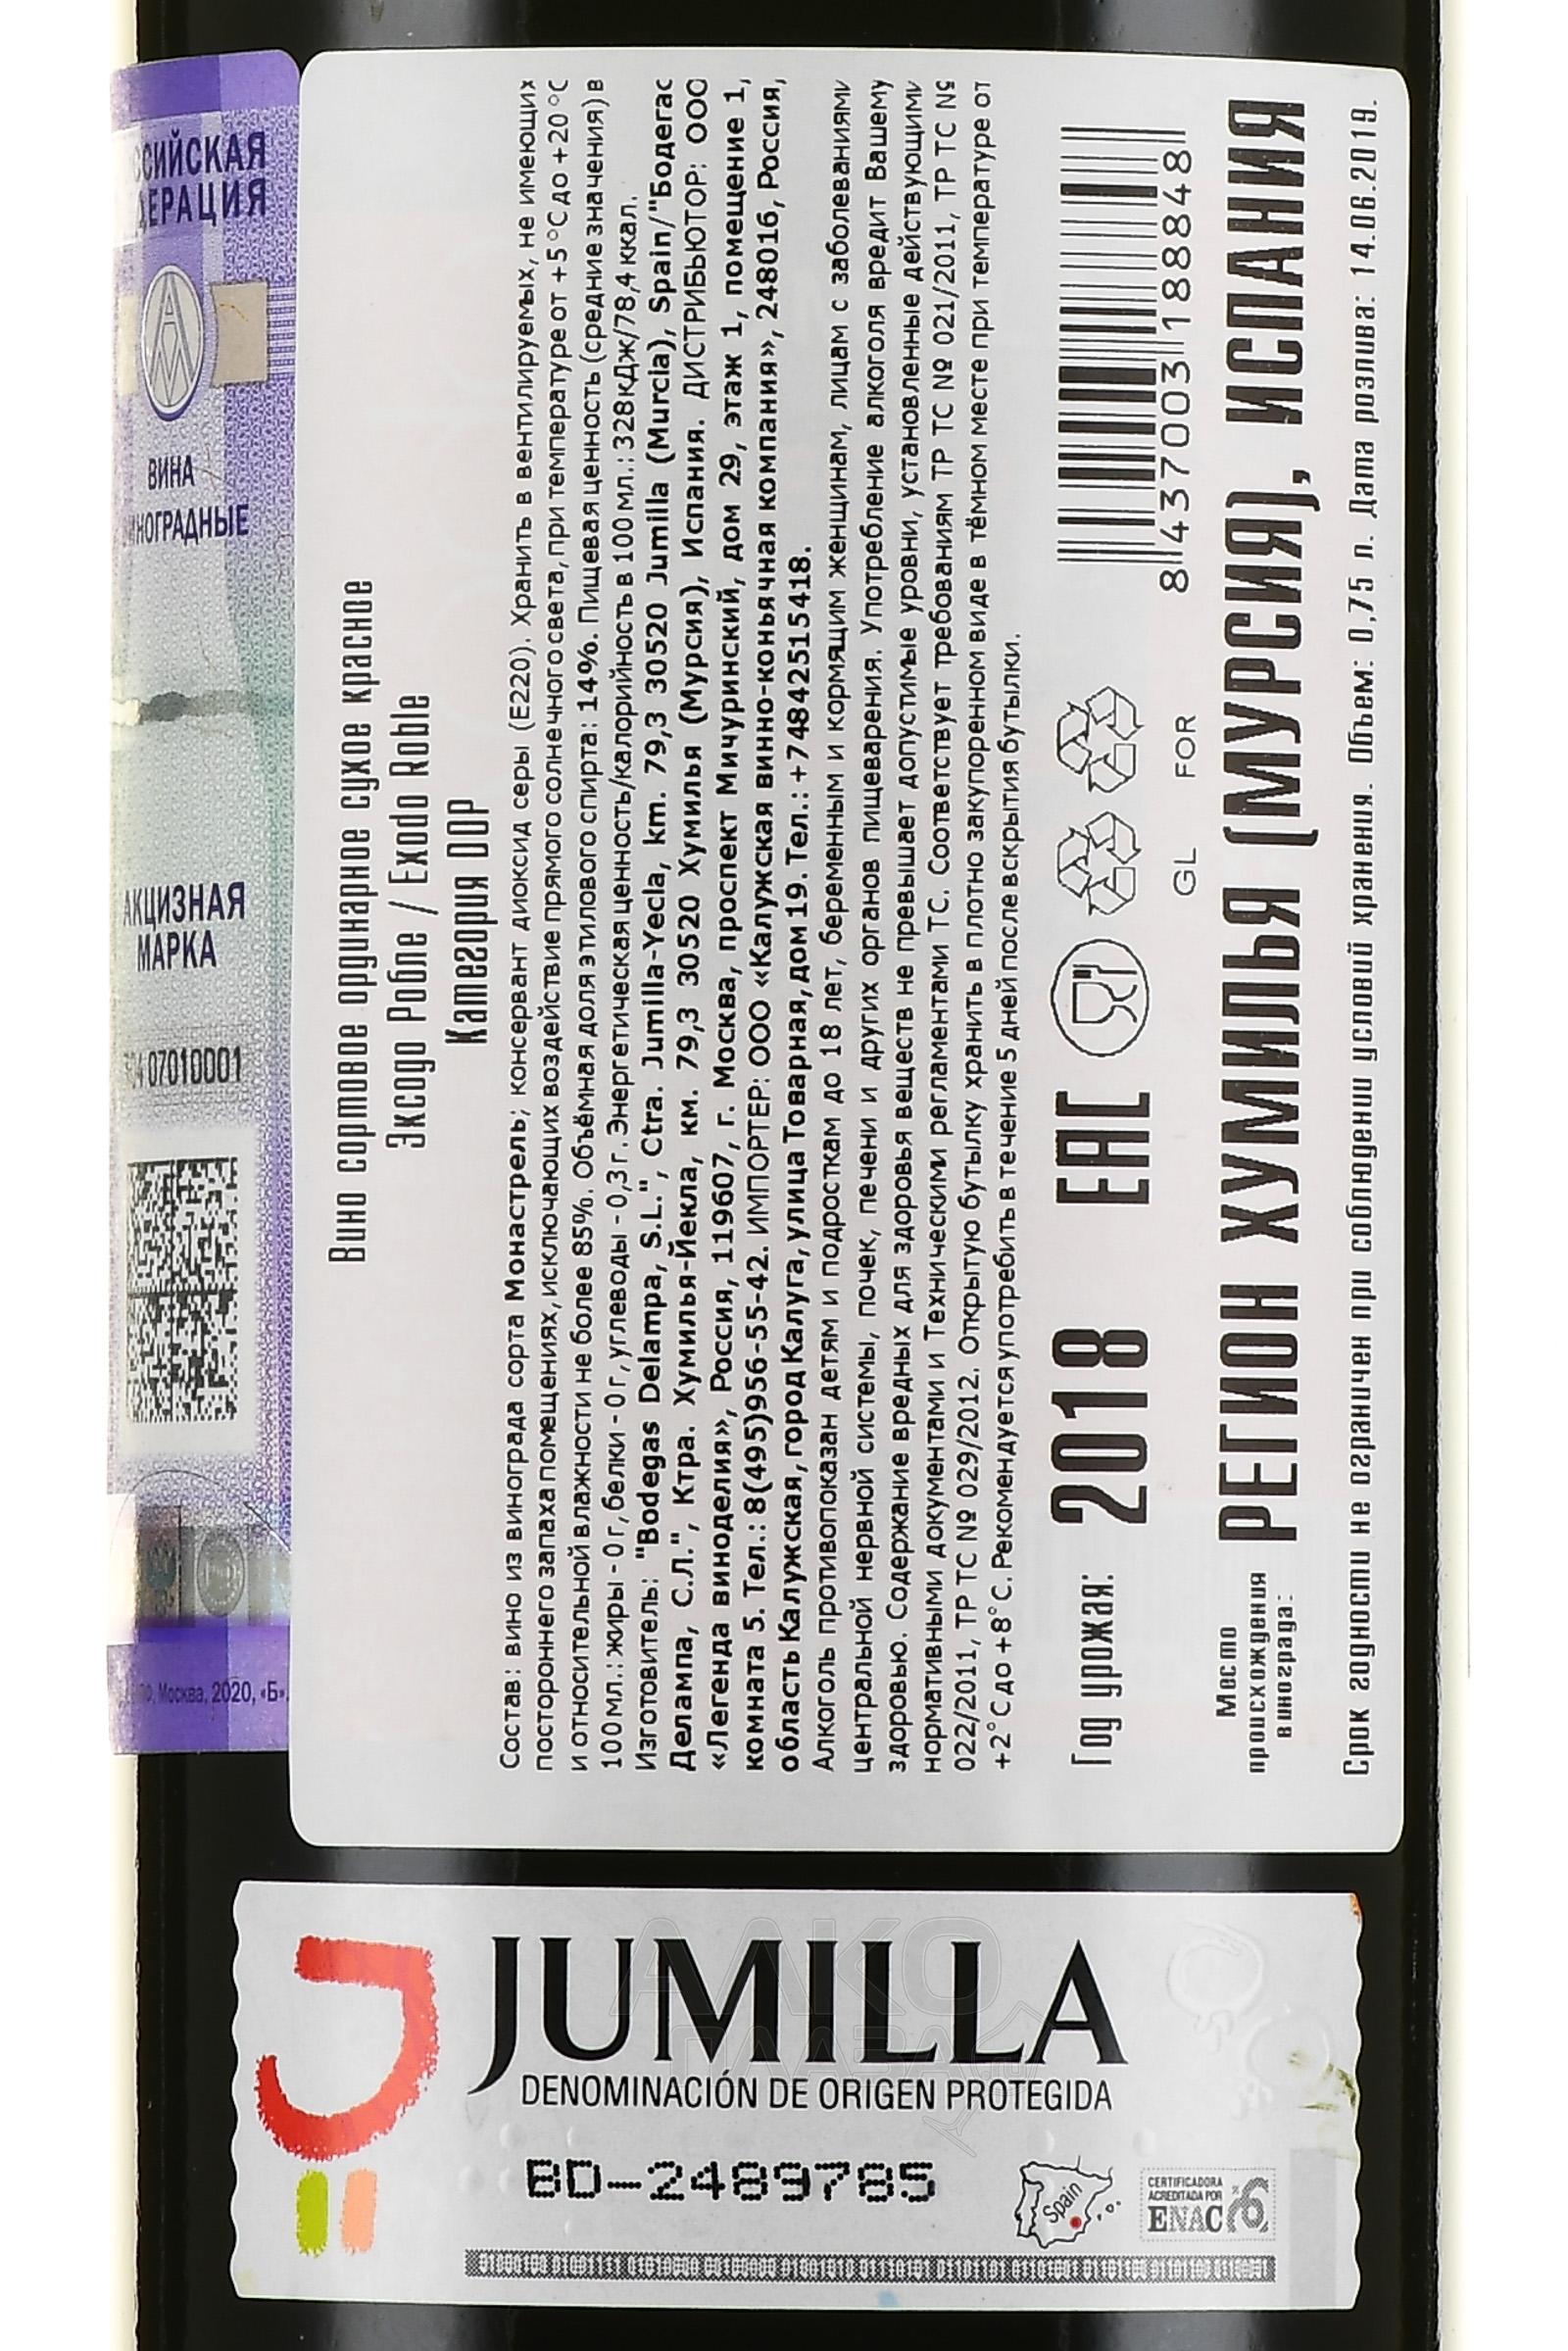 ССИЙСКАЯ
ДЕРАЦИЯ
ВИНА
ИНОГРАДНЫЕ
АКЦИЗНАЯ
МАРКА
07010001
Москва, 2020, «Б».
Вино сортовое ординарное сухое красное
Эксодо Робле / Exodo Roble
Категория DOP
Состав: вино из винограда сорта Монастрель; консервант диоксид серы (E220). Хранить в вентилируемых, не имеющих
постороннего запаха помещениях, исключающих воздействие прямого солнечного света, при температуре от +5 °С до +20 °С
и относительной влажности не более 85%. Объёмная доля этилового спирта: 14%. Пищевая ценность (средние значения) в
100 мл.: жиры - 0 г, белки - 0 г, углеводы - 0,3 г. Энергетическая ценность/калорийность в 100 мл.: 328кДж/78,4 ккал.
Изготовитель: "Bodegas Delampa, S.L.", Ctra. Jumilla-Yecla, km. 79,3 30520 Jumilla (Murcla), Spain/"Бодегас
Делампа, С.Л.", Ктра. Хумилья-Йекла, км. 79,3 30520 Хумилья (Мурсия), Испания. ДИСТРИБЬЮТОР: ООО
«Легенда виноделия», Россия, 119607, г. Москва, проспект Мичуринский, дом 29, этаж 1, помещение 1,
комната 5. Тел.: 8(495)956-55-42. ИМПОРТЕР: ООО «Калужская винно-коньячная компания», 248016, Россия,
область Калужская, город Калуга, улица Товарная, дом 19. Тел.: +74842515418.
Алкоголь противопоказан детям и подросткам до 18 лет, беременным и кормящим женщинам, лицам с заболеваниями
центральной нервной системы, почек, печени и других органов пищеварения. Употребление алкоголя вредит Вашему
здоровью. Содержание вредных для здоровья веществ не превышает допустимые уровни, установленные действующими
нормативными документами и Техническими регламентами ТС. Соответствует требованиям ТР ТС № 021/2011, ТР ТС №
022/2011, ТР ТС № 029/2012. Открытую бутылку хранить в плотно закупоренном виде в тёмном месте при температуре от
+2°С до +8°С. Рекомендуется употребить в течение 5 дней после вскрытия бутылки.
Год урожая: 2018 EAC
GL FOR
8 437003 188848
Место
происхождения
винограда:
РЕГИОН ХУМИЛЬЯ (МУРСИЯ), ИСПАНИЯ
Срок годности не ограничен при соблюдении условий хранения. Объем: 0,75 л. Дата розлива: 14.06.2019.
JUMILLA
DENOMINACIÓN DE ORIGEN PROTEGIDA
BD-2489785
Spain
CERTIFICADORA
ACREDITADA POR
ENAC